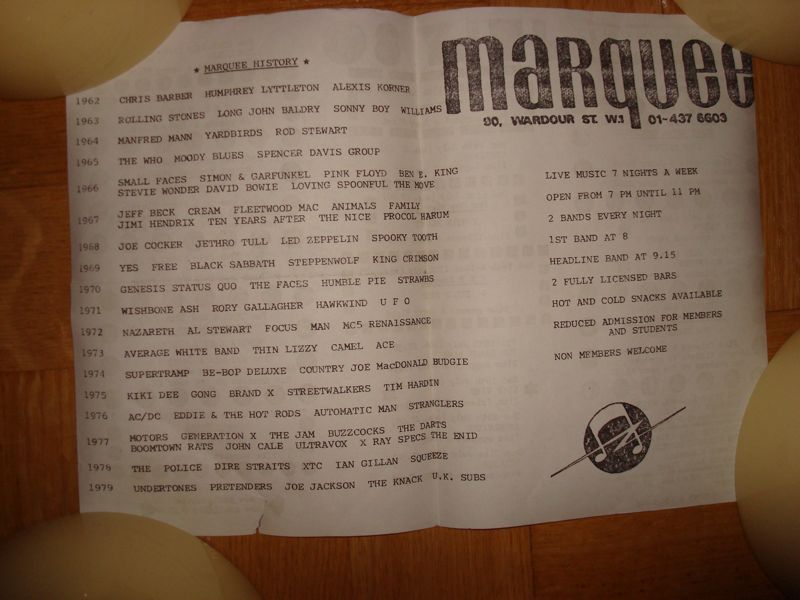 ★ MARQUEE HISTORY ★
1962 CHRIS BARBER HUMPHREY LYTTLETON ALEXIS KORNER
1963 ROLLING STONES LONG JOHN BALDRY SONNY BOY WILLIAMS
1964 MANFRED MANN YARDBIRDS ROD STEWART
1965 THE WHO MOODY BLUES SPENCER DAVIS GROUP
1966 SMALL FACES SIMON & GARFUNKEL PINK FLOYD BEN E. KING
STEVIE WONDER DAVID BOWIE LOVING SPOONFUL THE MOVE
1967 JEFF BECK CREAM FLEETWOOD MAC ANIMALS FAMILY
JIMI HENDRIX TEN YEARS AFTER THE NICE PROCOL HARUM
1968 JOE COCKER JETHRO TULL LED ZEPPELIN SPOOKY TOOTH
1969 YES FREE BLACK SABBATH STEPPENWOLF KING CRIMSON
1970 GENESIS STATUS QUO THE FACES HUMBLE PIE STRAWBS
1971 WISHBONE ASH RORY GALLAGHER HAWKWIND U F O
1972 NAZARETH AL STEWART FOCUS MAN MC5 RENAISSANCE
1973 AVERAGE WHITE BAND THIN LIZZY CAMEL ACE
1974 SUPERTRAMP BE-BOP DELUXE COUNTRY JOE MacDONALD BUDGIE
1975 KIKI DEE GONG BRAND X STREETWALKERS TIM HARDIN
1976 AC/DC EDDIE & THE HOT RODS AUTOMATIC MAN STRANGLERS
1977 MOTORS GENERATION X THE JAM BUZZCOCKS THE DARTS
BOOMTOWN RATS JOHN CALE ULTRAVOX X RAY SPECS THE ENID
1978 THE POLICE DIRE STRAITS XTC IAN GILLAN SQUEEZE
1979 UNDERTONES PRETENDERS JOE JACKSON THE KNACK U.K. SUBS
marquee
90, WARDOUR ST. W.1 01-437 6603
LIVE MUSIC 7 NIGHTS A WEEK
OPEN FROM 7 PM UNTIL 11 PM
2 BANDS EVERY NIGHT
1ST BAND AT 8
HEADLINE BAND AT 9.15
2 FULLY LICENSED BARS
HOT AND COLD SNACKS AVAILABLE
REDUCED ADMISSION FOR MEMBERS
AND STUDENTS
NON MEMBERS WELCOME